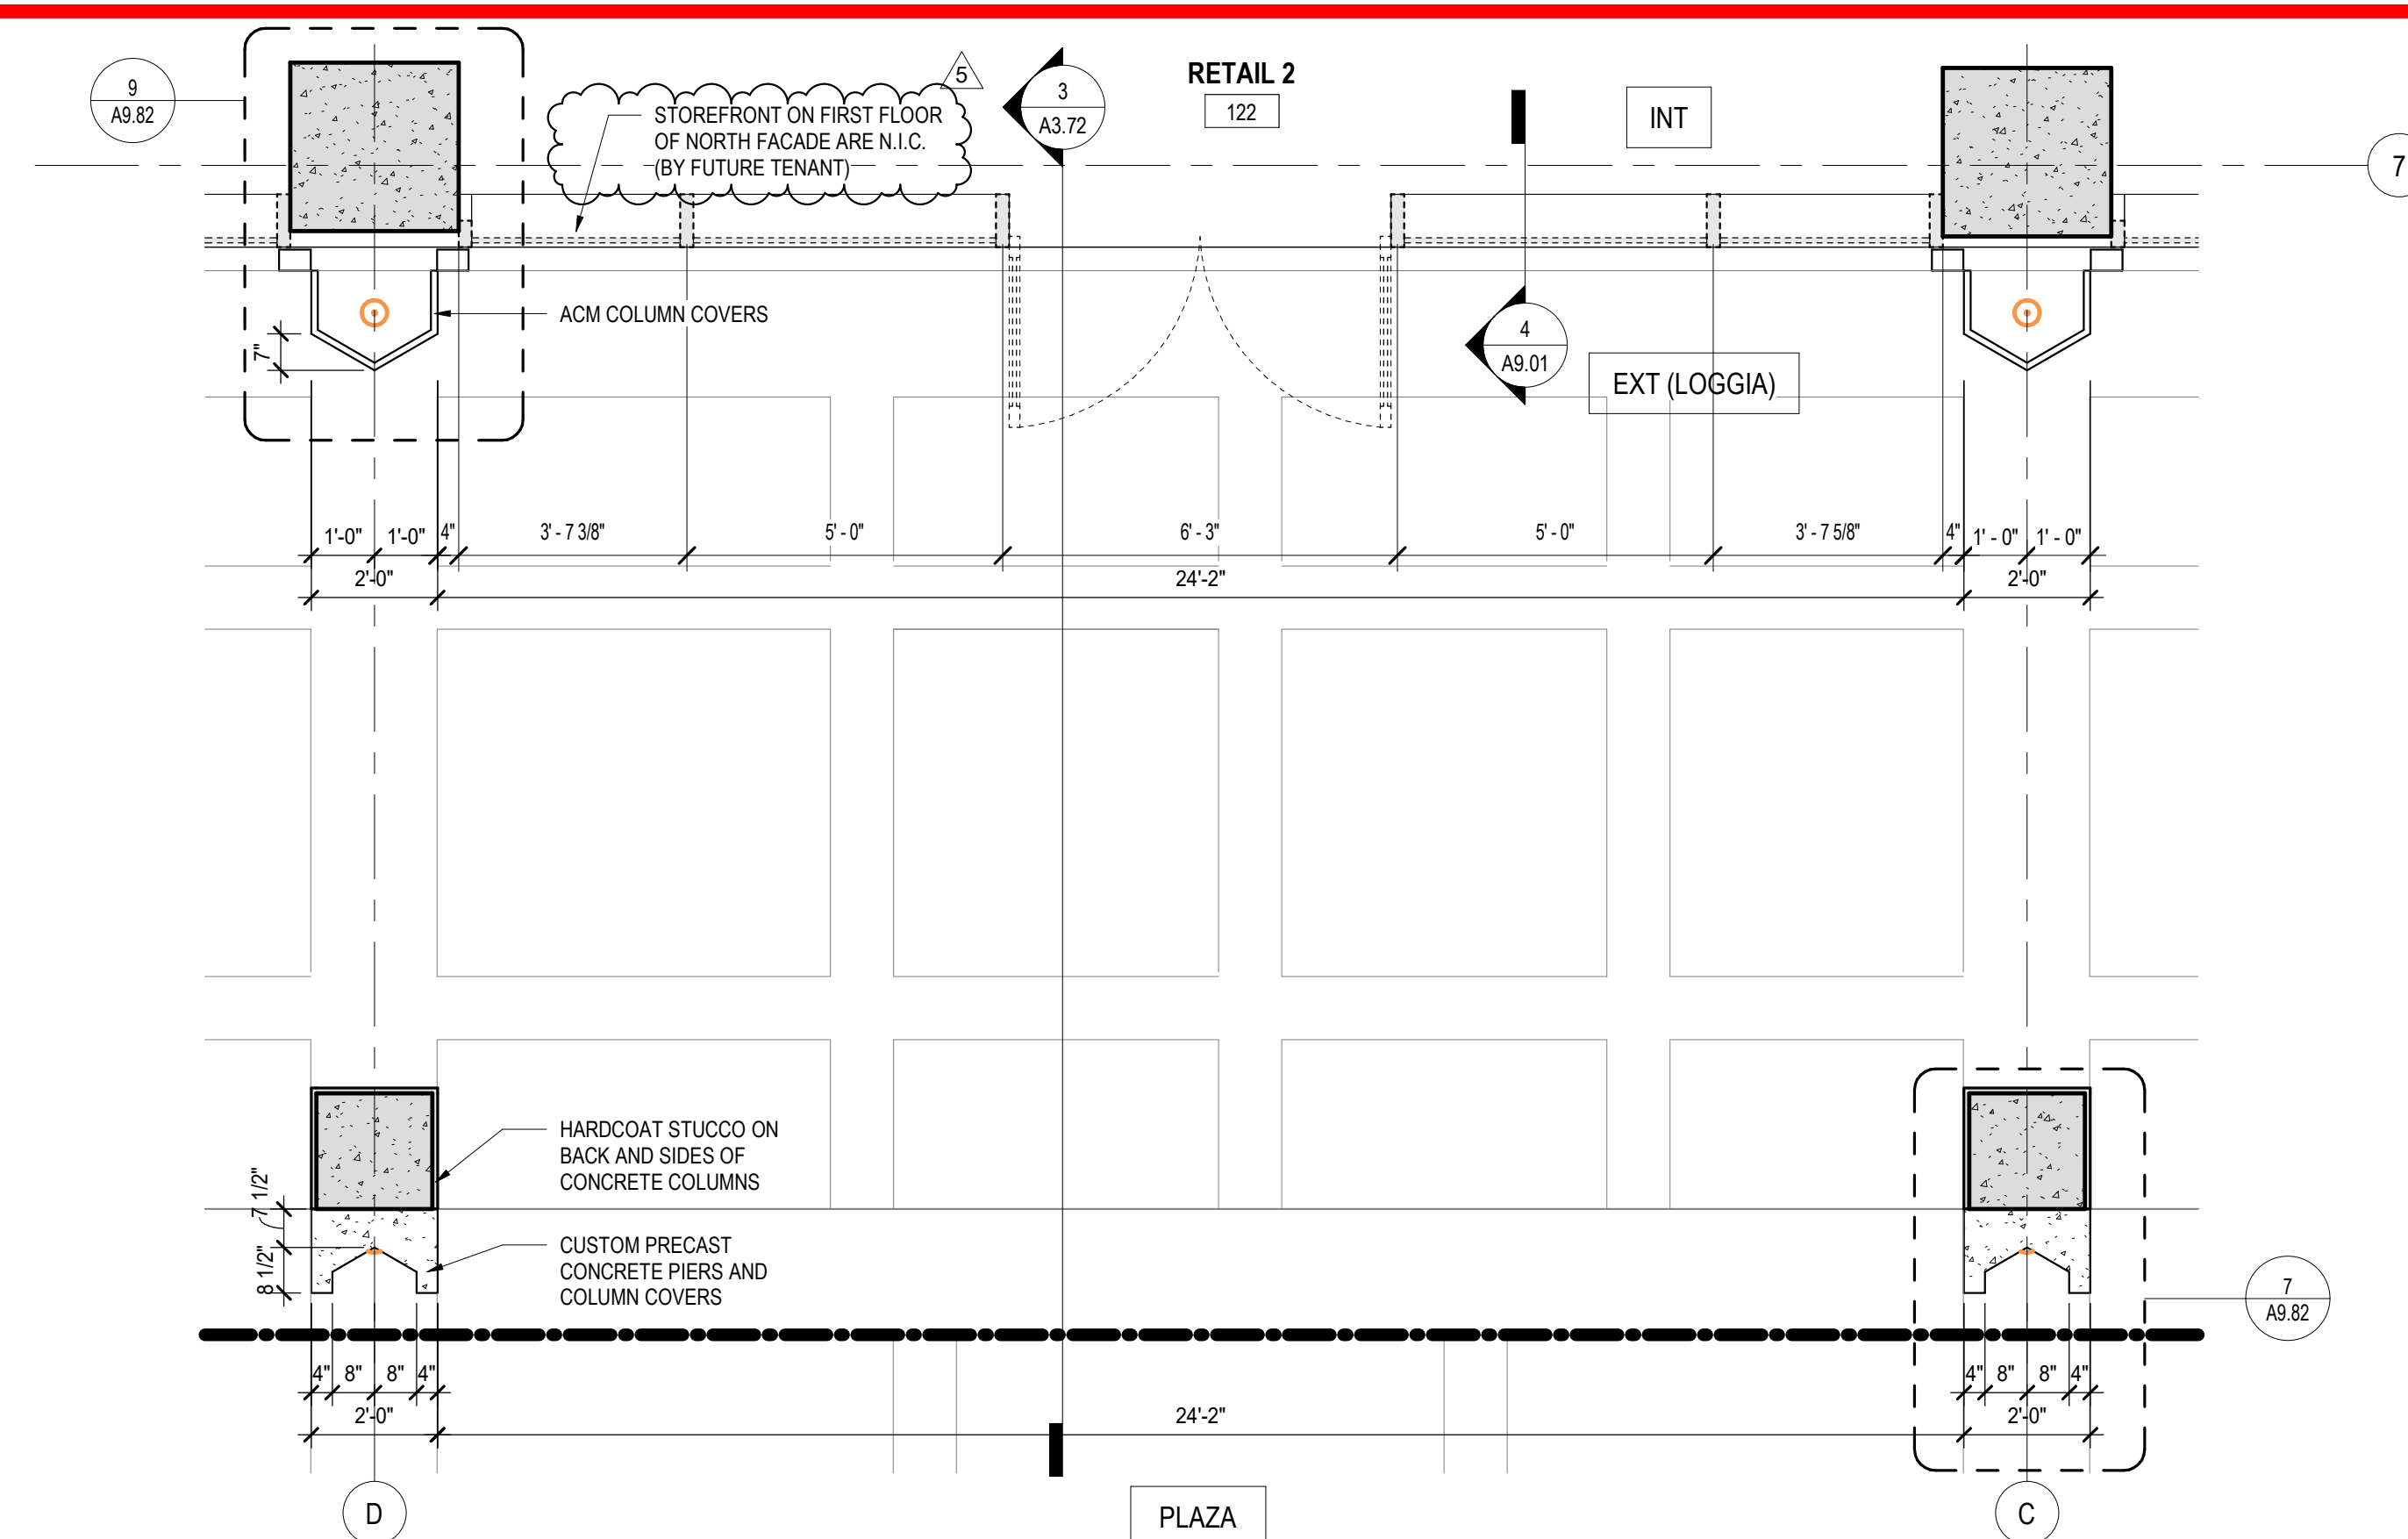 9
A9.82
5
STOREFRONT ON FIRST FLOOR
OF NORTH FACADE ARE N.I.C.
(BY FUTURE TENANT)
3
A3.72
RETAIL 2
122
INT
7
ACM COLUMN COVERS
7"
4
A9.01
EXT (LOGGIA)
1'-0" 1'-0" 4" 3' - 7 3/8" 5' - 0" 6' - 3" 5' - 0" 3' - 7 5/8" 4" 1' - 0" 1' - 0"
2'-0" 24'-2" 2'-0"
HARDCOAT STUCCO ON
BACK AND SIDES OF
CONCRETE COLUMNS
7 1/2"
8 1/2"
CUSTOM PRECAST
CONCRETE PIERS AND
COLUMN COVERS
7
A9.82
4" 8" 8" 4" 4" 8" 8" 4"
2'-0" 24'-2" 2'-0"
D
PLAZA
C